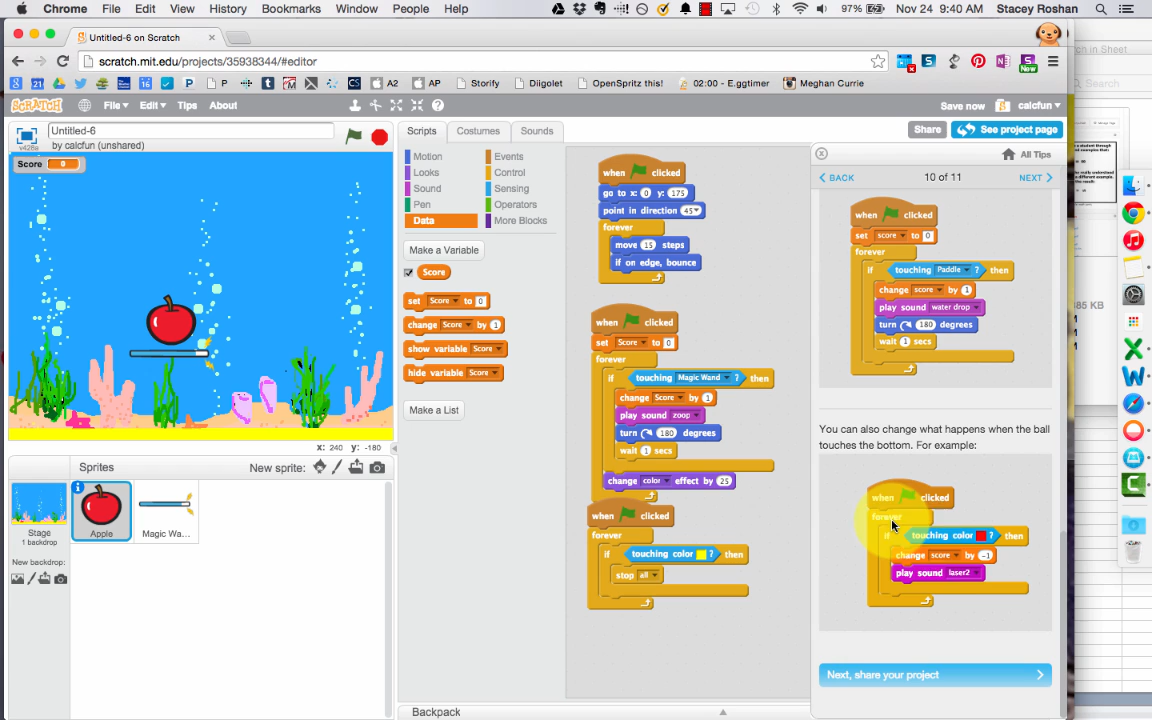 Chrome File Edit View History Bookmarks Window People Help 97% Nov 24 9:40 AM Stacey Roshan
Untitled-6 on Scratch
scratch.mit.edu/projects/35938344/#editor
P CS A2 AP Storify Diigolet OpenSpritz this! 02:00 - E.ggtimer Meghan Currie
SCRATCH File Edit Tips About Save now calcfun
Share See project page
Untitled-6
by calcfun (unshared)
v426a
Score 0
x: 240 y: -180
Sprites New sprite:
Stage
1 backdrop
New backdrop:
Apple
Magic Wa...
Scripts Costumes Sounds
Motion Events
Looks Control
Sound Sensing
Pen Operators
Data More Blocks
Make a Variable
Score
set Score to 0
change Score by 1
show variable Score
hide variable Score
Make a List
when clicked
go to x: 0 y: 175
point in direction 45
forever
move 15 steps
if on edge, bounce
when clicked
set Score to 0
forever
if touching Magic Wand ? then
change Score by 1
play sound zoop
turn 180 degrees
wait 1 secs
change color effect by 25
when clicked
forever
if touching color ? then
stop all
Backpack
All Tips
BACK 10 of 11 NEXT
when clicked
set score to 0
forever
if touching Paddle ? then
change score by 1
play sound water drop
turn 180 degrees
wait 1 secs
You can also change what happens when the ball
touches the bottom. For example:
when clicked
forever
if touching color ? then
change score by -1
play sound laser2
Next, share your project
in Sheet
Search
385 KB